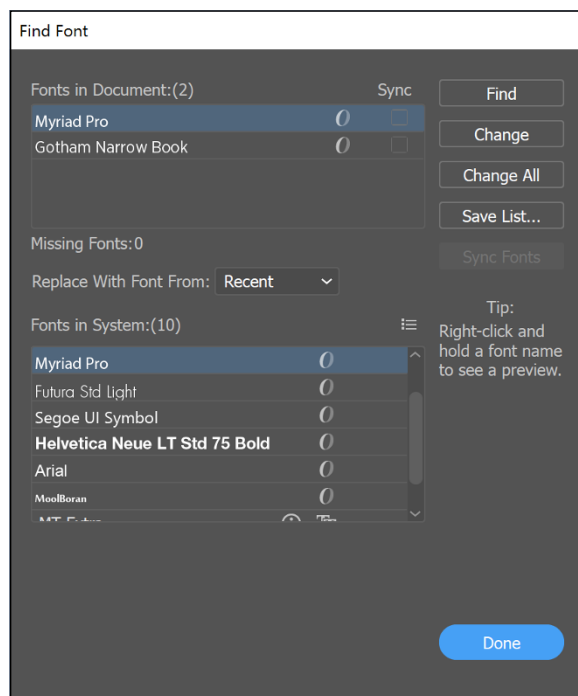 Find Font
Fonts in Document:(2) Sync
Myriad Pro
Gotham Narrow Book
Missing Fonts:0
Replace With Font From: Recent
Fonts in System:(10)
Myriad Pro
Futura Std Light
Segoe UI Symbol
Helvetica Neue LT Std 75 Bold
Arial
MoolBoran
MT Extra
Find
Change
Change All
Save List...
Sync Fonts
Tip:
Right-click and
hold a font name
to see a preview.
Done